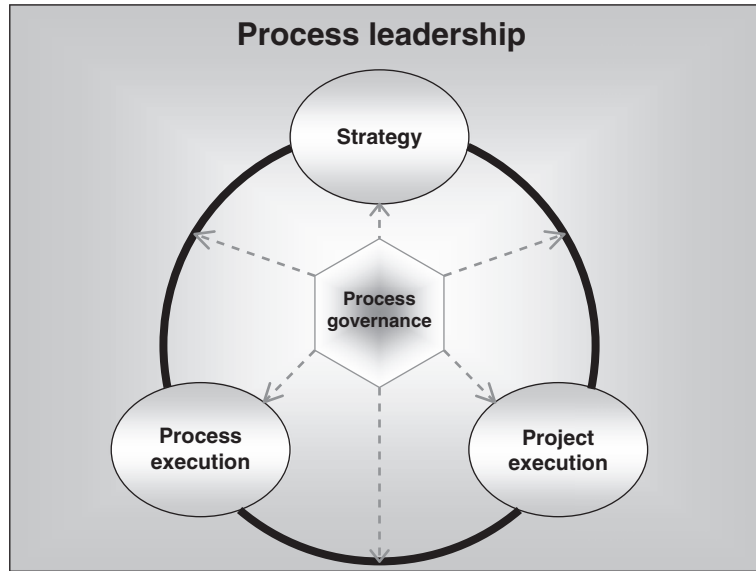 Process leadership
Strategy
Process
governance
Process
execution
Project
execution